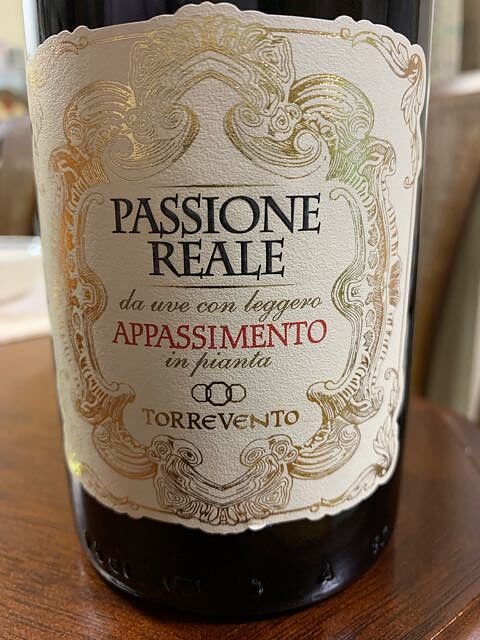 PASSIONE
REALE
da uve con leggero
APPASSIMENTO
in pianta
TORREVENTO